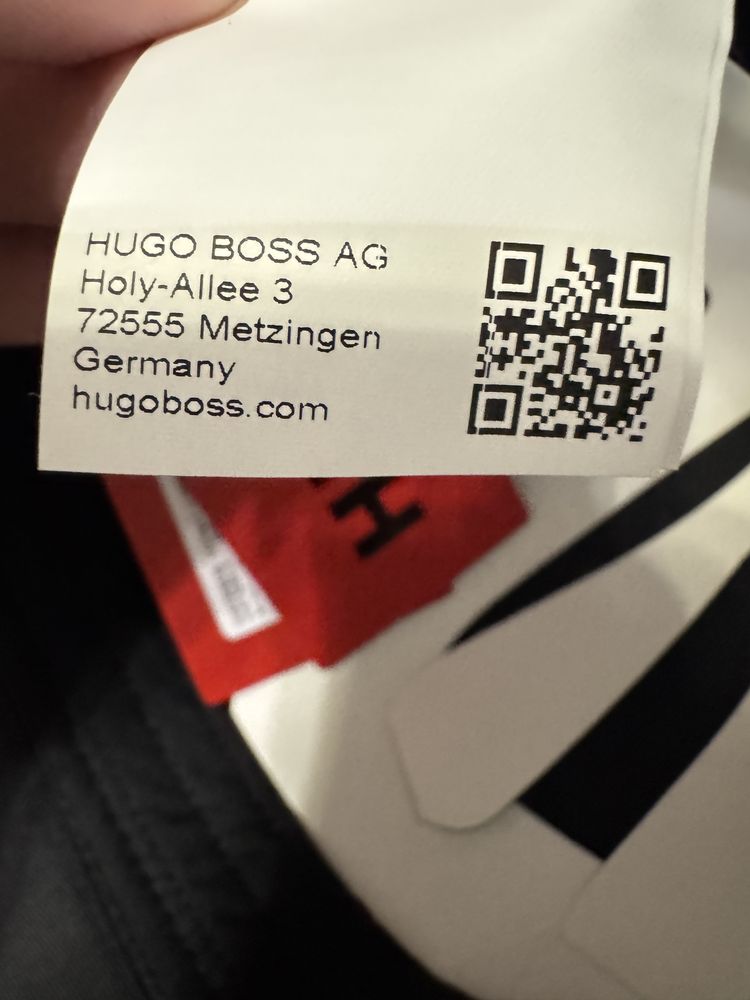 HUGO BOSS AG
Holy-Allee 3
72555 Metzingen
Germany
hugoboss.com
H